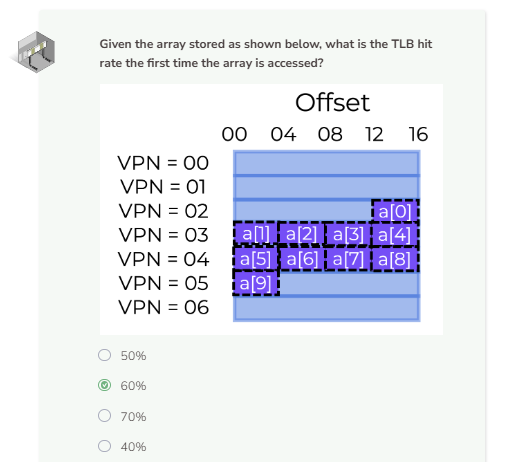 Given the array stored as shown below, what is the TLB hit
rate the first time the array is accessed?
Offset
00 04 08 12 16
VPN = 00
VPN = 01
VPN = 02 a[0]
VPN = 03 a[1] a[2] a[3] a[4]
VPN = 04 a[5] a[6] a[7] a[8]
VPN = 05 a[9]
VPN = 06
50%
60%
70%
40%